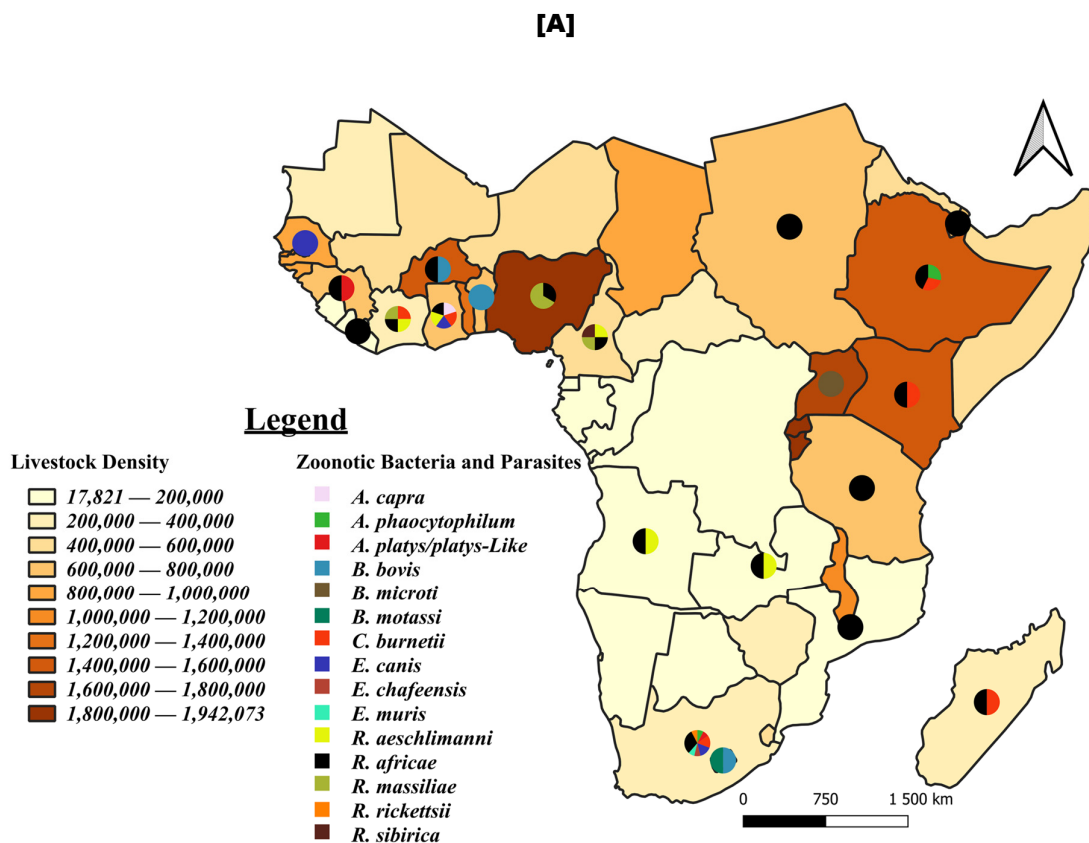 [A]
Legend
Livestock Density
17,821 — 200,000
200,000 — 400,000
400,000 — 600,000
600,000 — 800,000
800,000 — 1,000,000
1,000,000 — 1,200,000
1,200,000 — 1,400,000
1,400,000 — 1,600,000
1,600,000 — 1,800,000
1,800,000 — 1,942,073
Zoonotic Bacteria and Parasites
A. capra
A. phaocytophilum
A. platys/platys-Like
B. bovis
B. microti
B. motassi
C. burnetii
E. canis
E. chafeensis
E. muris
R. aeschlimanni
R. africae
R. massiliae
R. rickettsii
R. sibirica
0 750 1 500 km